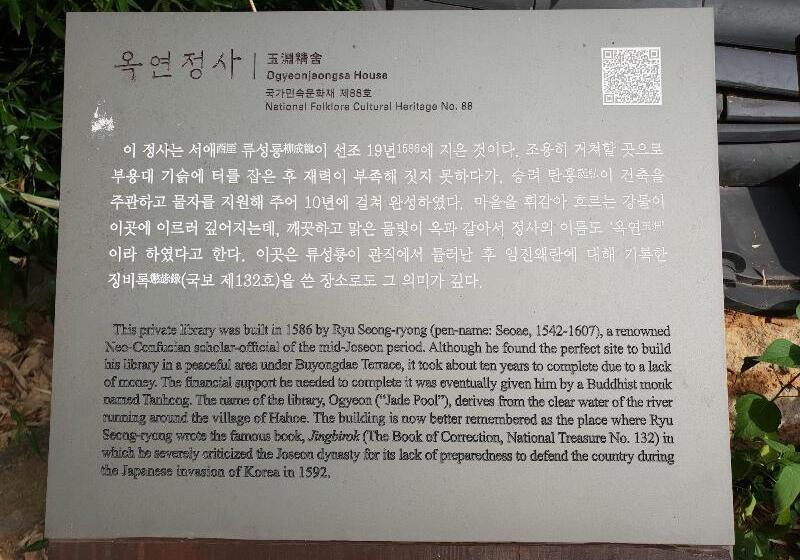 옥연정사
玉淵精舍
Ogyeonjeongsa House
국가민속문화재 제88호
National Folklore Cultural Heritage No. 88
이 정사는 서애西厓 류성룡柳成龍이 선조 19년1586에 지은 것이다. 조용히 거처할 곳으로
부용대 기슭에 터를 잡은 후 재력이 부족해 짓지 못하다가, 승려 탄홍이 건축을
주관하고 물자를 지원해 주어 10년에 걸쳐 완성하였다. 마을을 휘감아 흐르는 강물이
이곳에 이르러 깊어지는데, 깨끗하고 맑은 물빛이 옥과 같아서 정사의 이름도 '옥연玉淵'
이라 하였다고 한다. 이곳은 류성룡이 관직에서 물러난 후 임진왜란에 대해 기록한
징비록懲毖錄(국보 제132호)을 쓴 장소로도 그 의미가 깊다.
This private library was built in 1586 by Ryu Seong-ryong (pen-name: Seoae, 1542-1607), a renowned
Neo-Confucian scholar-official of the mid-Joseon period. Although he found the perfect site to build
his library in a peaceful area under Buyongdae Terrace, it took about ten years to complete due to a lack
of money. The financial support he needed to complete it was eventually given him by a Buddhist monk
named Tanhong. The name of the library, Ogyeon ("Jade Pool"), derives from the clear water of the river
running around the village of Hahoe. The building is now better remembered as the place where Ryu
Seong-ryong wrote the famous book, Jingbirok (The Book of Correction, National Treasure No. 132) in
which he severely criticized the Joseon dynasty for its lack of preparedness to defend the country during
the Japanese invasion of Korea in 1592.